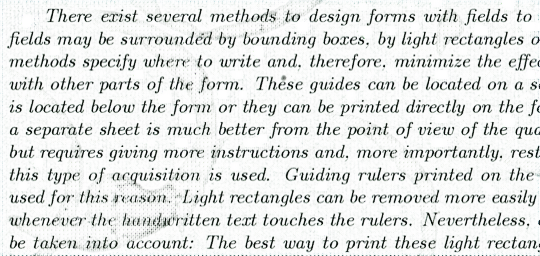 There exist several methods to design forms with fields to
fields may be surrounded by bounding boxes, by light rectangles o
methods specify where to write and, therefore, minimize the effec
with other parts of the form. These guides can be located on a s
is located below the form or they can be printed directly on the fo
a separate sheet is much better from the point of view of the qua
but requires giving more instructions and, more importantly, rest
this type of acquisition is used. Guiding rulers printed on the
used for this reason. Light rectangles can be removed more easily
whenever the handwritten text touches the rulers. Nevertheless,
be taken into account: The best way to print these light rectang